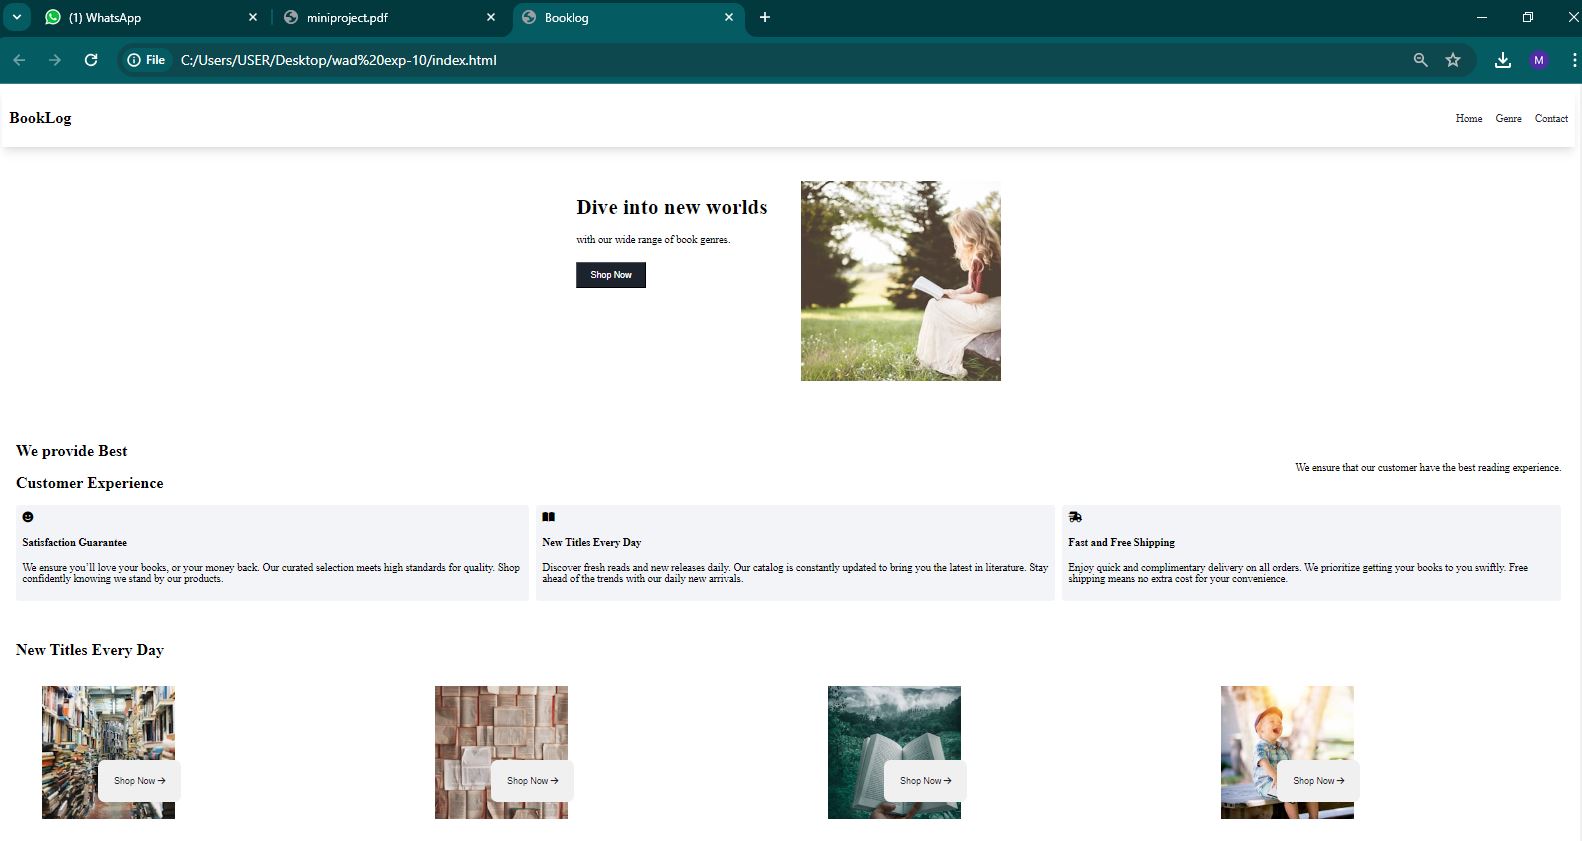 (1) WhatsApp
miniproject.pdf
Booklog
File
C:/Users/USER/Desktop/wad%20exp-10/index.html
M
BookLog
Home Genre Contact
Dive into new worlds
with our wide range of book genres.
Shop Now
We provide Best
Customer Experience
We ensure that our customer have the best reading experience.
Satisfaction Guarantee
We ensure you’ll love your books, or your money back. Our curated selection meets high standards for quality. Shop
confidently knowing we stand by our products.
New Titles Every Day
Discover fresh reads and new releases daily. Our catalog is constantly updated to bring you the latest in literature. Stay
ahead of the trends with our daily new arrivals.
Fast and Free Shipping
Enjoy quick and complimentary delivery on all orders. We prioritize getting your books to you swiftly. Free
shipping means no extra cost for your convenience.
New Titles Every Day
Shop Now →
Shop Now →
Shop Now →
Shop Now →